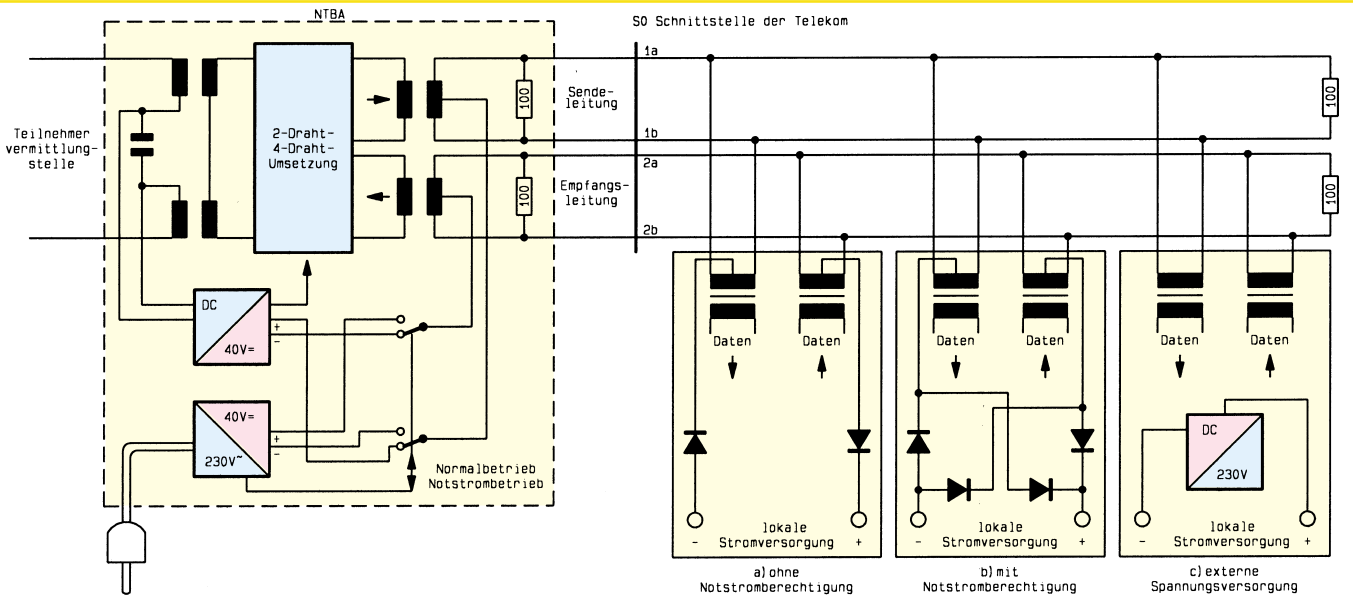 NTBA
S0 Schnittstelle der Telekom
Teilnehmer
vermittlung-
stelle
2-Draht-
4-Draht-
Umsetzung
100
100
Sende-
leitung
Empfangs-
leitung
1a
1b
2a
2b
100
100
DC
40V=
+
-
40V=
230V~
+
-
Normalbetrieb
Notstrombetrieb
Daten
Daten
- lokale
Stromversorgung +
a) ohne
Notstromberechtigung
Daten
Daten
- lokale
Stromversorgung +
b) mit
Notstromberechtigung
Daten
Daten
DC
230V
- lokale
Stromversorgung +
c) externe
Spannungsversorgung